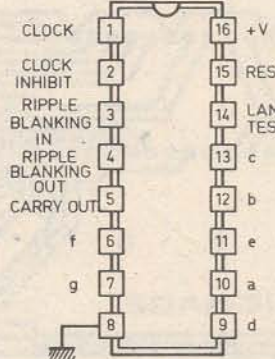 CLOCK 1 16 +V
CLOCK
INHIBIT 2 15 RES
RIPPLE
BLANKING
IN 3 14 LAN
TES
RIPPLE
BLANKING
OUT 4 13 c
CARRY OUT 5 12 b
f 6 11 e
g 7 10 a
8 9 d